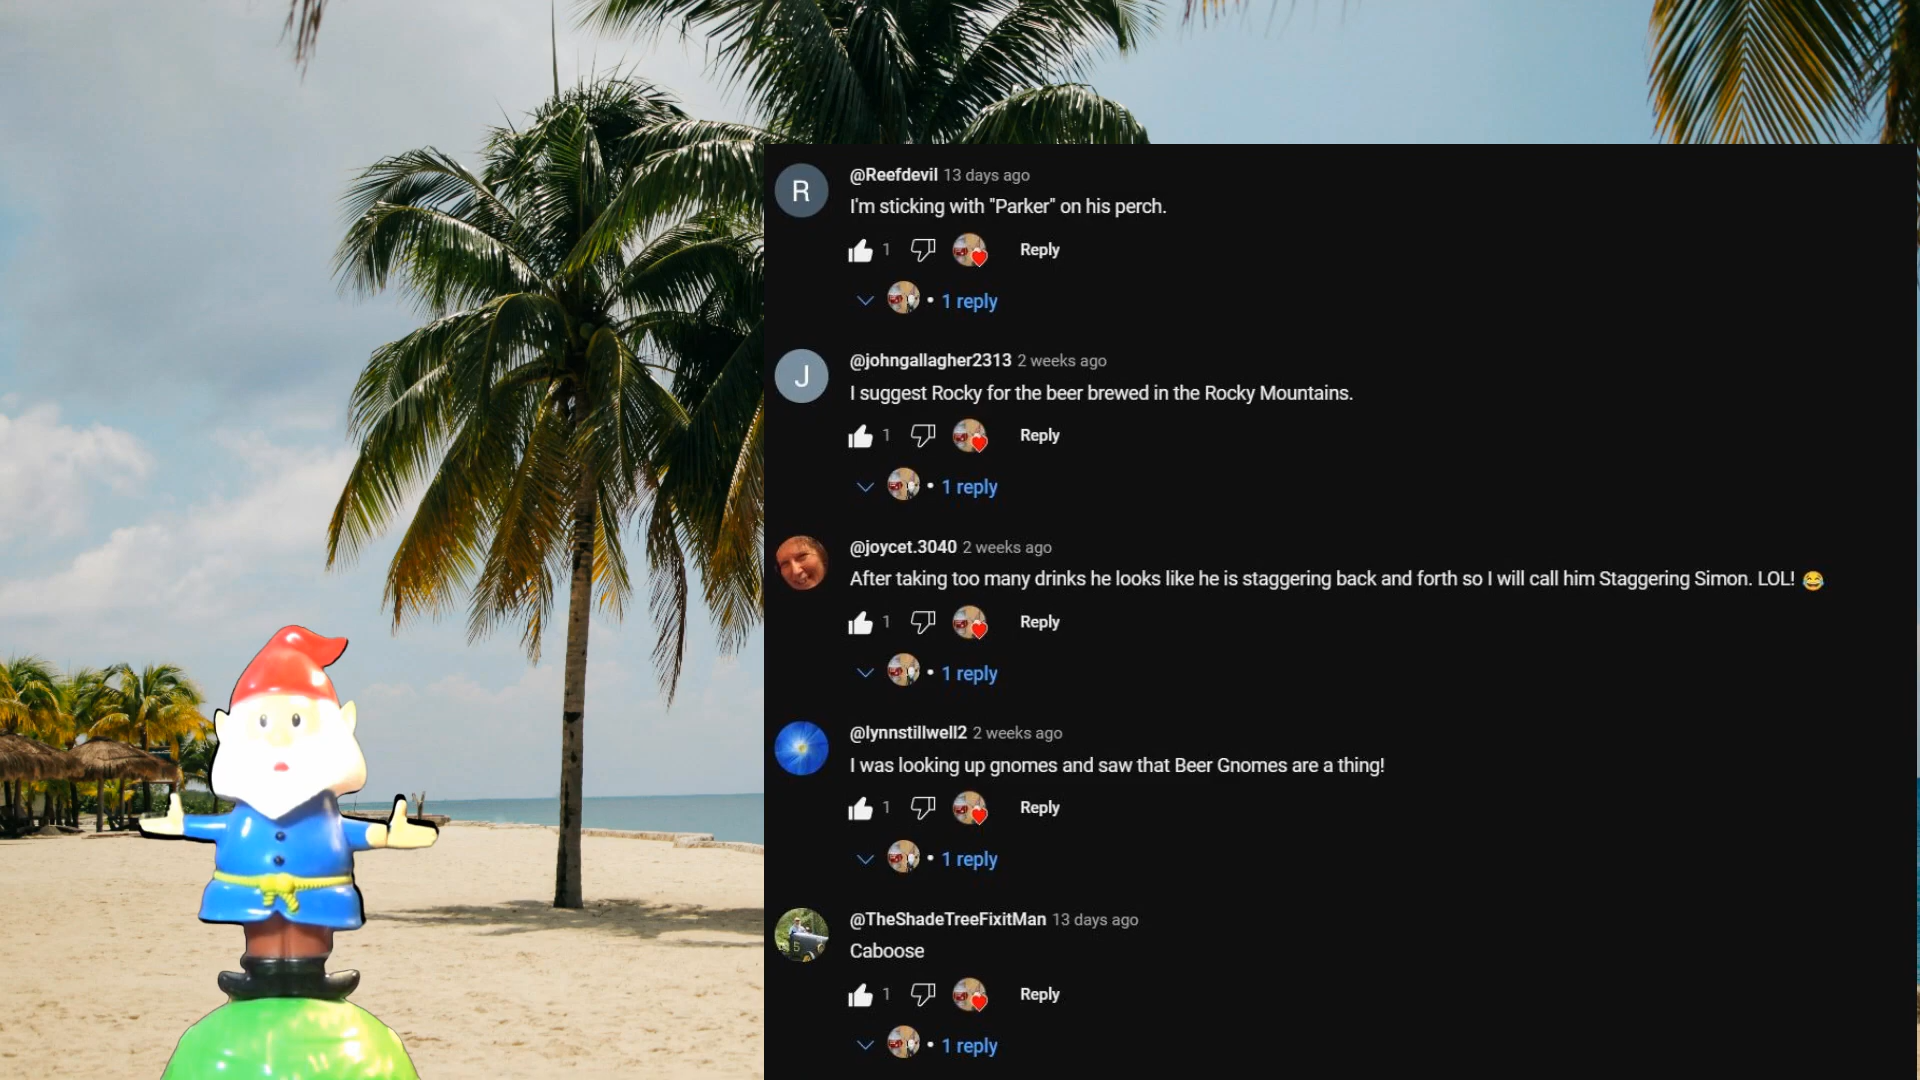 R
@Reefdevil 13 days ago
I'm sticking with "Parker" on his perch.
1 Reply
• 1 reply
J
@johngallagher2313 2 weeks ago
I suggest Rocky for the beer brewed in the Rocky Mountains.
1 Reply
• 1 reply
@joycet.3040 2 weeks ago
After taking too many drinks he looks like he is staggering back and forth so I will call him Staggering Simon. LOL! 😂
1 Reply
• 1 reply
@lynnstillwell2 2 weeks ago
I was looking up gnomes and saw that Beer Gnomes are a thing!
1 Reply
• 1 reply
@TheShadeTreeFixitMan 13 days ago
Caboose
5
1 Reply
• 1 reply